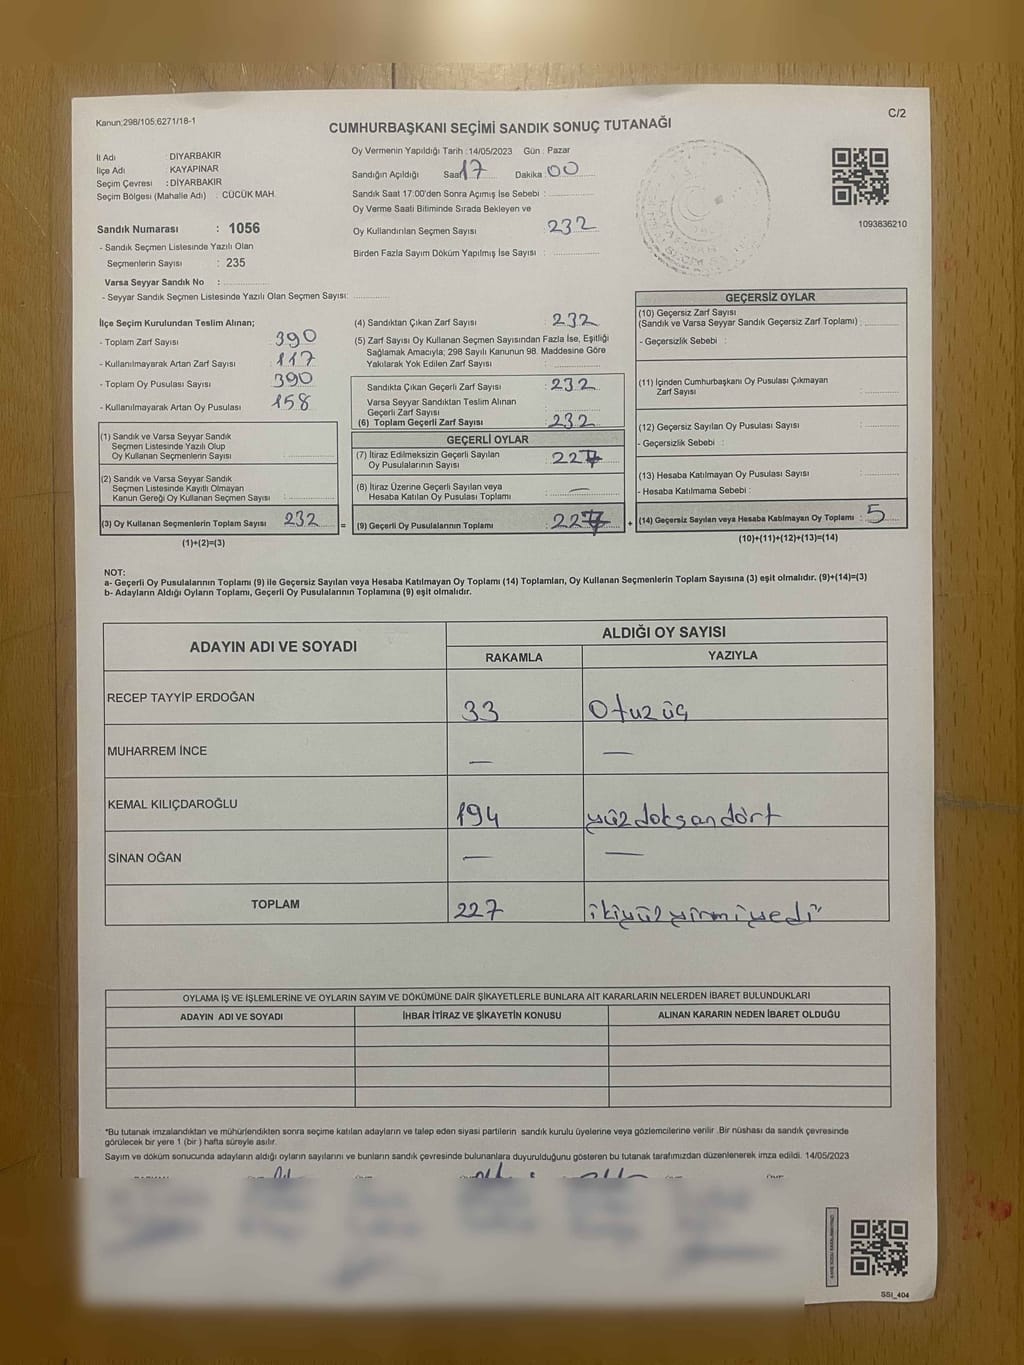 Kanun:298/105,6271/18-1
C/2
CUMHURBAŞKANI SEÇİMİ SANDIK SONUÇ TUTANAĞI
İl Adı : DİYARBAKIR
İlçe Adı : KAYAPINAR
Seçim Çevresi : DİYARBAKIR
Seçim Bölgesi (Mahalle Adı) : CÜCÜK MAH.
Sandık Numarası : 1056
- Sandık Seçmen Listesinde Yazılı Olan
Seçmenlerin Sayısı : 235
Varsa Seyyar Sandık No :
- Seyyar Sandık Seçmen Listesinde Yazılı Olan Seçmen Sayısı:
Oy Vermenin Yapıldığı Tarih : 14/05/2023 Gün : Pazar
Sandığın Açıldığı Saat 17 Dakika : 00
Sandık Saat 17:00'den Sonra Açımış İse Sebebi :
Oy Verme Saati Bitiminde Sırada Bekleyen ve
Oy Kullandırılan Seçmen Sayısı : 232
Birden Fazla Sayım Döküm Yapılmış İse Sayısı :
1093836210
İlçe Seçim Kurulundan Teslim Alınan;
- Toplam Zarf Sayısı : 390
- Kullanılmayarak Artan Zarf Sayısı : 117
- Toplam Oy Pusulası Sayısı : 390
- Kullanılmayarak Artan Oy Pusulası : 158
(1) Sandık ve Varsa Seyyar Sandık
Seçmen Listesinde Yazılı Olup
Oy Kullanan Seçmenlerin Sayısı :
(2) Sandık ve Varsa Seyyar Sandık
Seçmen Listesinde Kayıtlı Olmayan
Kanun Gereği Oy Kullanan Seçmen Sayısı :
(3) Oy Kullanan Seçmenlerin Toplam Sayısı : 232 =
(1)+(2)=(3)
(4) Sandıktan Çıkan Zarf Sayısı : 232
(5) Zarf Sayısı Oy Kullanan Seçmen Sayısından Fazla İse, Eşitliği
Sağlamak Amacıyla; 298 Sayılı Kanunun 98. Maddesine Göre
Yakılarak Yok Edilen Zarf Sayısı :
Sandıkta Çıkan Geçerli Zarf Sayısı : 232
Varsa Seyyar Sandıktan Teslim Alınan
Geçerli Zarf Sayısı :
(6) Toplam Geçerli Zarf Sayısı : 232
GEÇERLİ OYLAR
(7) İtiraz Edilmeksizin Geçerli Sayılan
Oy Pusulalarının Sayısı : 227
(8) İtiraz Üzerine Geçerli Sayılan veya
Hesaba Katılan Oy Pusulası Toplamı : —
(9) Geçerli Oy Pusulalarının Toplamı : 227 +
GEÇERSİZ OYLAR
(10) Geçersiz Zarf Sayısı
(Sandık ve Varsa Seyyar Sandık Geçersiz Zarf Toplamı) :
- Geçersizlik Sebebi :
(11) İçinden Cumhurbaşkanı Oy Pusulası Çıkmayan
Zarf Sayısı :
(12) Geçersiz Sayılan Oy Pusulası Sayısı :
- Geçersizlik Sebebi :
(13) Hesaba Katılmayan Oy Pusulası Sayısı :
- Hesaba Katılmama Sebebi :
(14) Geçersiz Sayılan veya Hesaba Katılmayan Oy Toplamı : 5
(10)+(11)+(12)+(13)=(14)
NOT:
a- Geçerli Oy Pusulalarının Toplamı (9) ile Geçersiz Sayılan veya Hesaba Katılmayan Oy Toplamı (14) Toplamları, Oy Kullanan Seçmenlerin Toplam Sayısına (3) eşit olmalıdır. (9)+(14)=(3)
b- Adayların Aldığı Oyların Toplamı, Geçerli Oy Pusulalarının Toplamına (9) eşit olmalıdır.
ADAYIN ADI VE SOYADI
ALDIĞI OY SAYISI
RAKAMLA YAZIYLA
RECEP TAYYİP ERDOĞAN 33 Otuz üç
MUHARREM İNCE — —
KEMAL KILIÇDAROĞLU 194 yüzdoksandört
SİNAN OĞAN — —
TOPLAM 227 ikiyüzyirmiyedi
OYLAMA İŞ VE İŞLEMLERİNE VE OYLARIN SAYIM VE DÖKÜMÜNE DAİR ŞİKAYETLERLE BUNLARA AİT KARARLARIN NELERDEN İBARET BULUNDUKLARI
ADAYIN ADI VE SOYADI İHBAR İTİRAZ VE ŞİKAYETİN KONUSU ALINAN KARARIN NEDEN İBARET OLDUĞU
*Bu tutanak imzalandıktan ve mühürlendikten sonra seçime katılan adayların ve talep eden siyasi partilerin sandık kurulu üyelerine veya gözlemcilerine verilir .Bir nüshası da sandık çevresinde
görülecek bir yere 1 (bir ) hafta süreyle asılır.
Sayım ve döküm sonucunda adayların aldığı oyların sayılarını ve bunların sandık çevresinde bulunanlara duyurulduğunu gösteren bu tutanak tarafımızdan düzenlenerek imza edildi. 14/05/2023
SSI_404